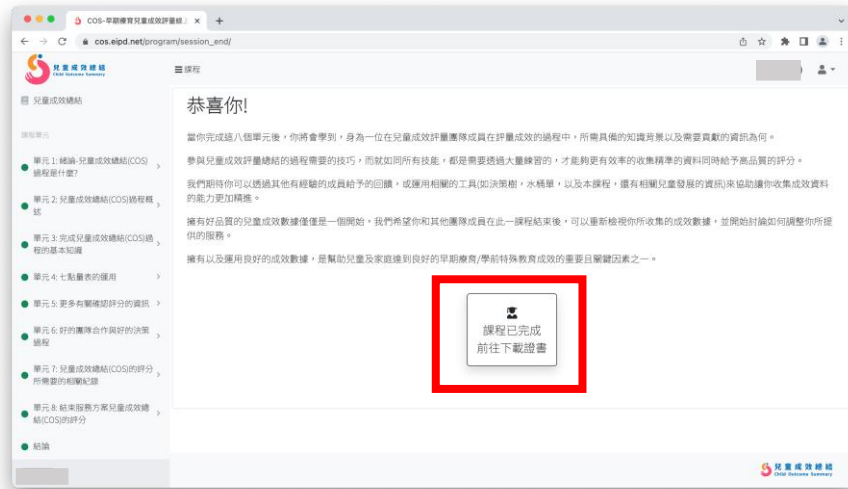 COS-早期療育兒童成效評量總.
cos.eipd.net/program/session_end/
兒童成效總結
Child Outcome Summary
課程
兒童成效總結
課程單元
單元 1: 緒論-兒童成效總結(COS)
過程是什麼?
單元 2: 兒童成效總結(COS)過程概
述
單元 3: 完成兒童成效總結(COS)過
程的基本知識
單元 4: 七點量表的運用
單元 5: 更多有關確認評分的資訊
單元 6: 好的團隊合作與好的決策
過程
單元 7: 兒童成效總結(COS)的評分
所需要的相關紀錄
單元 8: 結束服務方案兒童成效總
結(COS)的評分
結論
恭喜你!
當你完成這八個單元後，你將會學到，身為一位在兒童成效評量團隊成員在評量成效的過程中，所需具備的知識背景以及需要貢獻的資訊為何。
參與兒童成效評量總結的過程需要的技巧，而就如同所有技能，都是需要透過大量練習的，才能夠更有效率的收集精準的資料同時給予高品質的評分。
我們期待你可以透過其他有經驗的成員給予的回饋，或運用相關的工具(如決策樹，水桶單，以及本課程，還有相關兒童發展的資訊)來協助讓你收集成效資料
的能力更加精進。
擁有好品質的兒童成效數據僅僅是一個開始，我們希望你和其他團隊成員在此一課程結束後，可以重新檢視你所收集的成效數據，並開始討論如何調整你所提
供的服務。
擁有以及運用良好的成效數據，是幫助兒童及家庭達到良好的早期療育/學前特殊教育成效的重要且關鍵因素之一。
課程已完成
前往下載證書
兒童成效總結
Child Outcome Summary